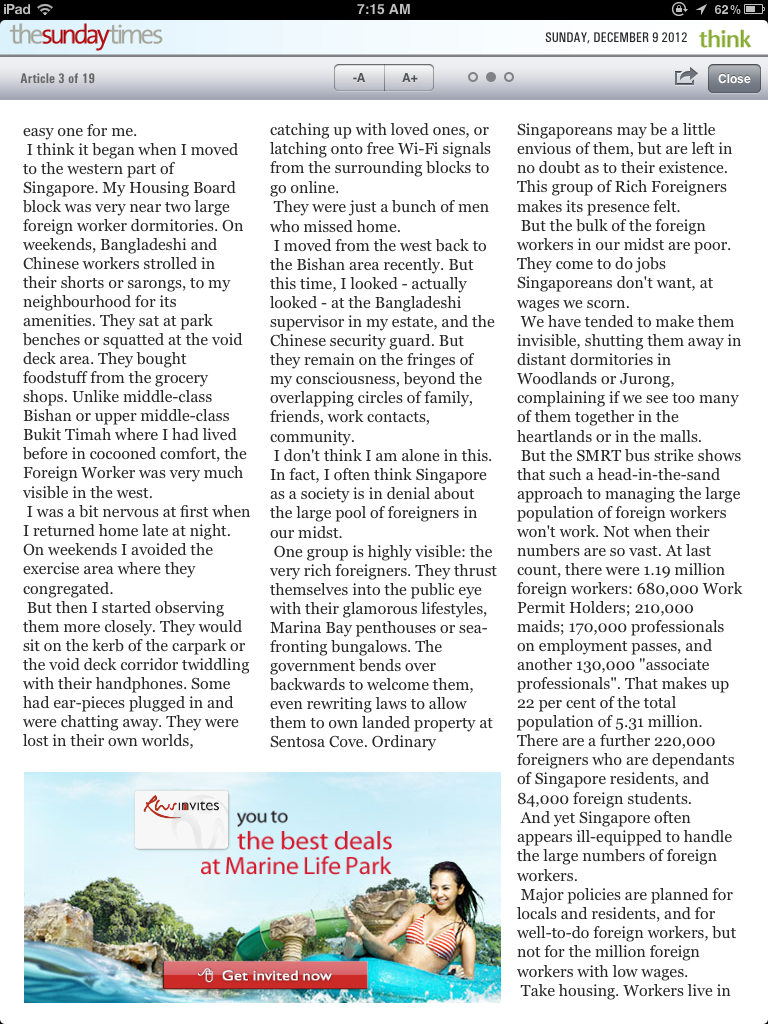 iPad
7:15 AM
62%
thesundaytimes
SUNDAY, DECEMBER 9 2012
think
Article 3 of 19
-A
A+
Close
easy one for me.
I think it began when I moved
to the western part of
Singapore. My Housing Board
block was very near two large
foreign worker dormitories. On
weekends, Bangladeshi and
Chinese workers strolled in
their shorts or sarongs, to my
neighbourhood for its
amenities. They sat at park
benches or squatted at the void
deck area. They bought
foodstuff from the grocery
shops. Unlike middle-class
Bishan or upper middle-class
Bukit Timah where I had lived
before in cocooned comfort, the
Foreign Worker was very much
visible in the west.
I was a bit nervous at first when
I returned home late at night.
On weekends I avoided the
exercise area where they
congregated.
But then I started observing
them more closely. They would
sit on the kerb of the carpark or
the void deck corridor twiddling
with their handphones. Some
had ear-pieces plugged in and
were chatting away. They were
lost in their own worlds,
catching up with loved ones, or
latching onto free Wi-Fi signals
from the surrounding blocks to
go online.
They were just a bunch of men
who missed home.
I moved from the west back to
the Bishan area recently. But
this time, I looked - actually
looked - at the Bangladeshi
supervisor in my estate, and the
Chinese security guard. But
they remain on the fringes of
my consciousness, beyond the
overlapping circles of family,
friends, work contacts,
community.
I don't think I am alone in this.
In fact, I often think Singapore
as a society is in denial about
the large pool of foreigners in
our midst.
One group is highly visible: the
very rich foreigners. They thrust
themselves into the public eye
with their glamorous lifestyles,
Marina Bay penthouses or sea-
fronting bungalows. The
government bends over
backwards to welcome them,
even rewriting laws to allow
them to own landed property at
Sentosa Cove. Ordinary
Singaporeans may be a little
envious of them, but are left in
no doubt as to their existence.
This group of Rich Foreigners
makes its presence felt.
But the bulk of the foreign
workers in our midst are poor.
They come to do jobs
Singaporeans don't want, at
wages we scorn.
We have tended to make them
invisible, shutting them away in
distant dormitories in
Woodlands or Jurong,
complaining if we see too many
of them together in the
heartlands or in the malls.
But the SMRT bus strike shows
that such a head-in-the-sand
approach to managing the large
population of foreign workers
won't work. Not when their
numbers are so vast. At last
count, there were 1.19 million
foreign workers: 680,000 Work
Permit Holders; 210,000
maids; 170,000 professionals
on employment passes, and
another 130,000 "associate
professionals". That makes up
22 per cent of the total
population of 5.31 million.
There are a further 220,000
foreigners who are dependants
of Singapore residents, and
84,000 foreign students.
And yet Singapore often
appears ill-equipped to handle
the large numbers of foreign
workers.
Major policies are planned for
locals and residents, and for
well-to-do foreign workers, but
not for the million foreign
workers with low wages.
Take housing. Workers live in
RWS invites
you to
the best deals
at Marine Life Park
Get invited now